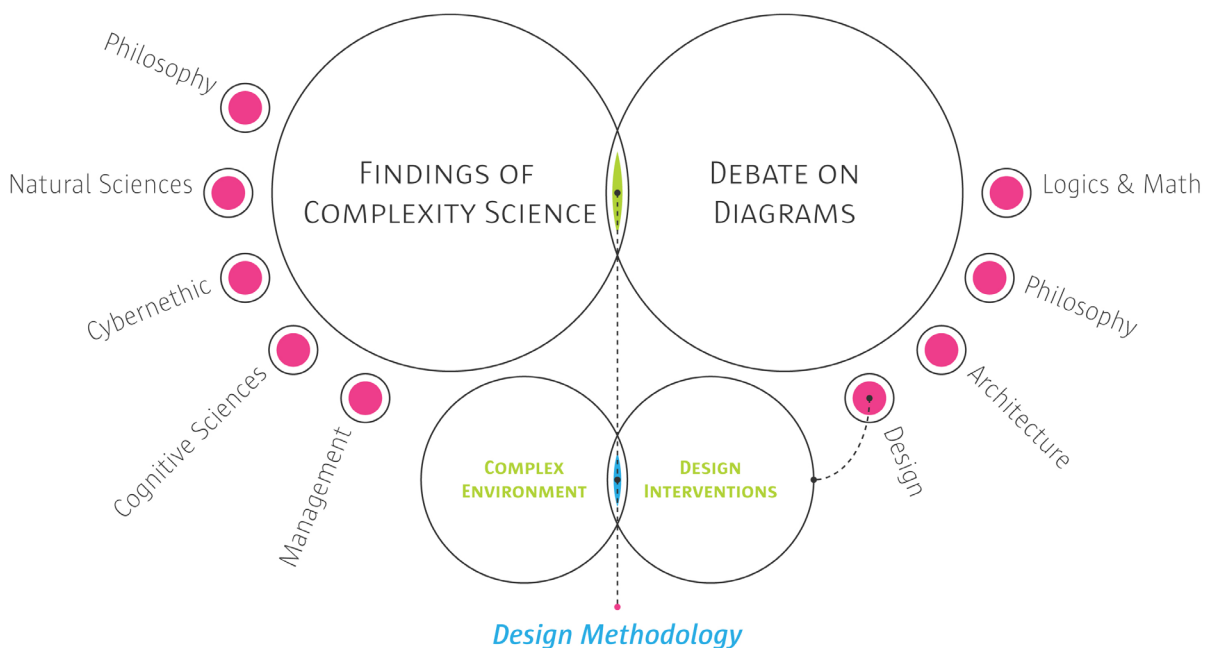 Philosophy
Natural Sciences
Cybernethic
Cognitive Sciences
Management
FINDINGS OF
COMPLEXITY SCIENCE
DEBATE ON
DIAGRAMS
Logics & Math
Philosophy
Architecture
Design
COMPLEX
ENVIRONMENT
DESIGN
INTERVENTIONS
Design Methodology